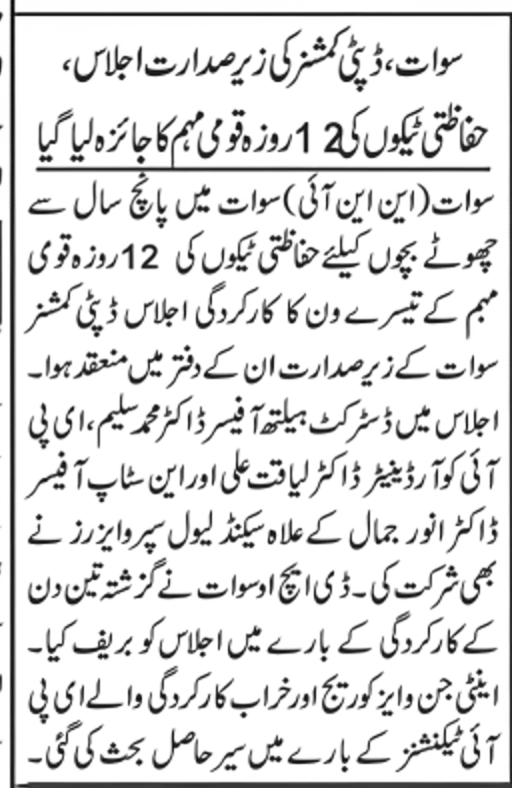 سوات، ڈپٹی کمشنر کی زیر صدارت اجلاس،
حفاظتی ٹیکوں کی 12 روزہ قومی مہم کا جائزہ لیا گیا
سوات (این این آئی) سوات میں پانچ سال سے
چھوٹے بچوں کیلئے حفاظتی ٹیکوں کی 12 روزہ قومی
مہم کے تیسرے ون کا کارکردگی اجلاس ڈپٹی کمشنر
سوات کے زیر صدارت ان کے دفتر میں منعقد ہوا۔
اجلاس میں ڈسٹرکٹ ہیلتھ آفیسر ڈاکٹر محمد سلیم، ای پی
آئی کوآرڈینیٹر ڈاکٹر لیاقت علی اور این سٹاپ آفیسر
ڈاکٹر انور جمال کے علاہ سیکنڈ لیول سپروایزرز نے
بھی شرکت کی۔ ڈی ایچ او سوات نے گزشتہ تین دن
کے کارکردگی کے بارے میں اجلاس کو بریف کیا۔
اینٹی جن وایز کوریج اور خراب کارکردگی والے ای پی
آئی ٹیکنشنز کے بارے میں سیر حاصل بحث کی گئی۔